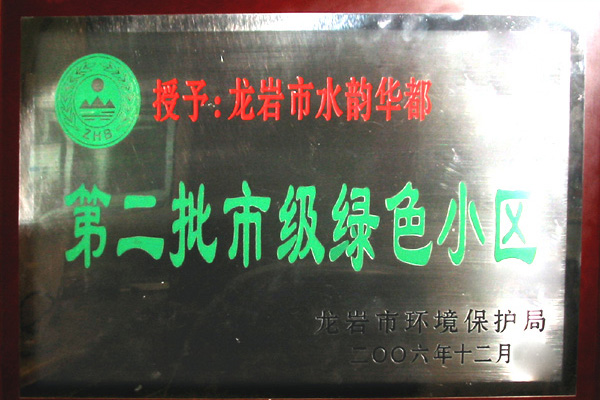 ZHB
授予:龙岩市水韵华都
第二批市级绿色小区
龙岩市环境保护局
二〇〇六年十二月